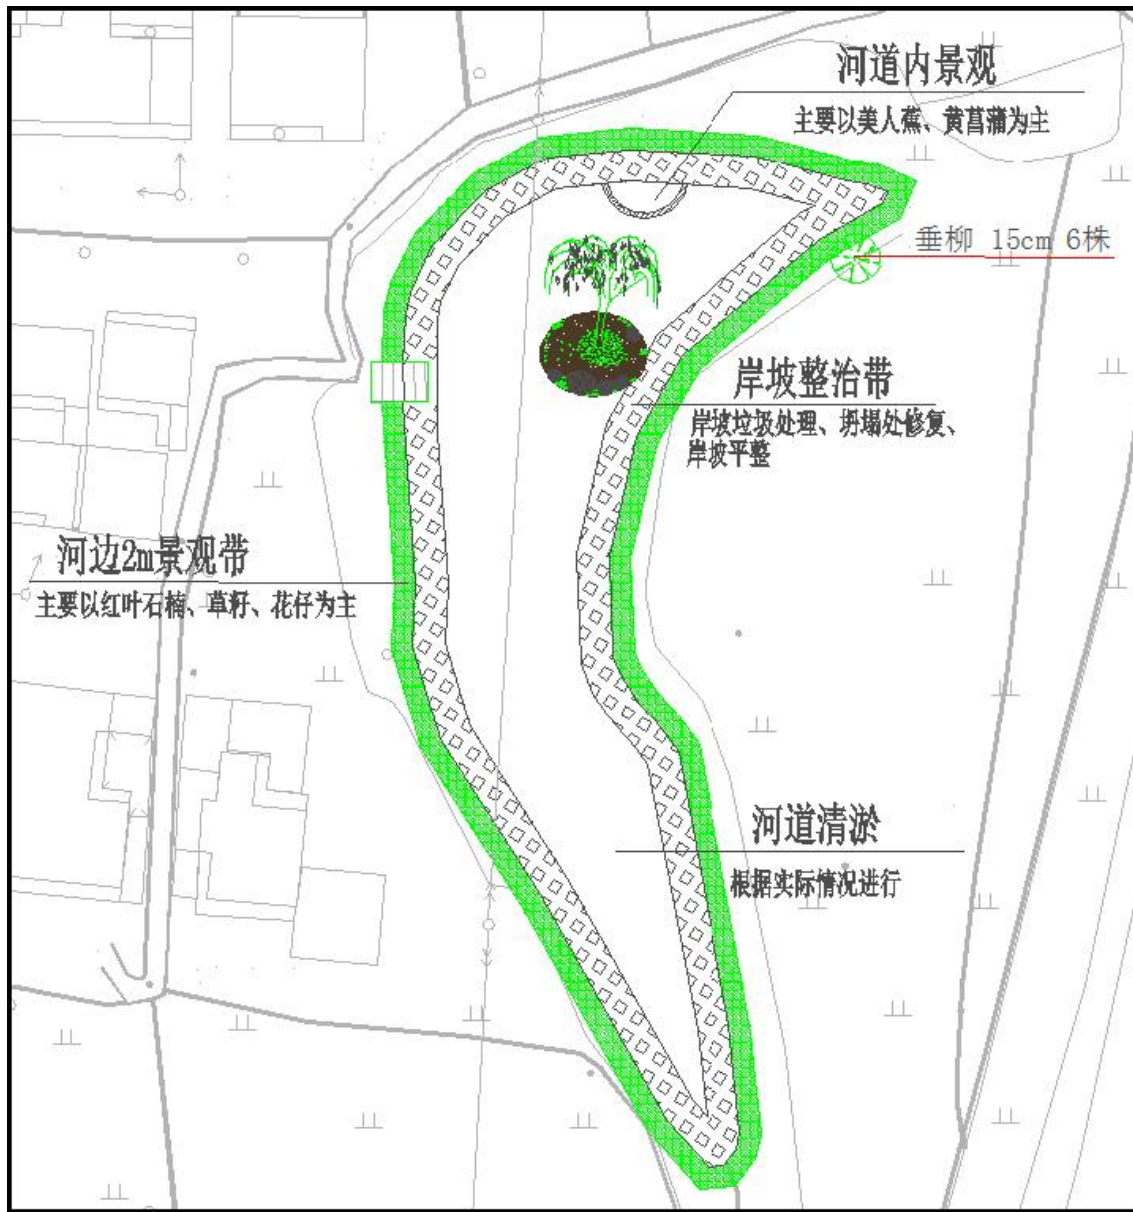 河道内景观
主要以美人蕉、黄菖蒲为主
垂柳 15cm 6株
岸坡整治带
岸坡垃圾处理、坍塌处修复、
岸坡平整
河边2m景观带
主要以红叶石楠、草籽、花仔为主
河道清淤
根据实际情况进行